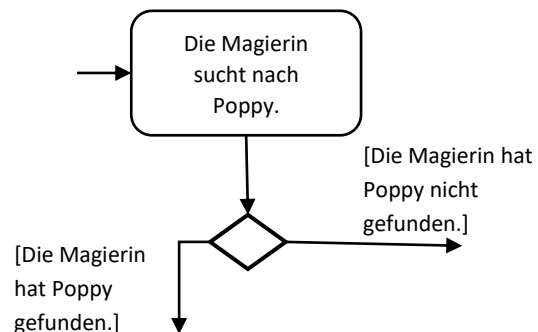 Die Magierin
sucht nach
Poppy.
[Die Magierin hat
Poppy nicht
gefunden.]
[Die Magierin
hat Poppy
gefunden.]